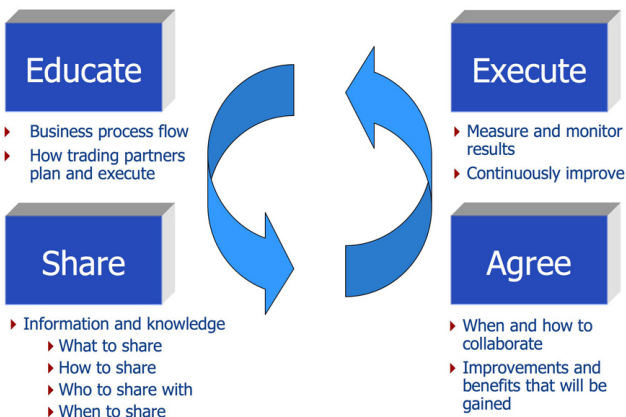 Educate
Business process flow
How trading partners
plan and execute
Share
Information and knowledge
What to share
How to share
Who to share with
When to share
Execute
Measure and monitor
results
Continuously improve
Agree
When and how to
collaborate
Improvements and
benefits that will be
gained